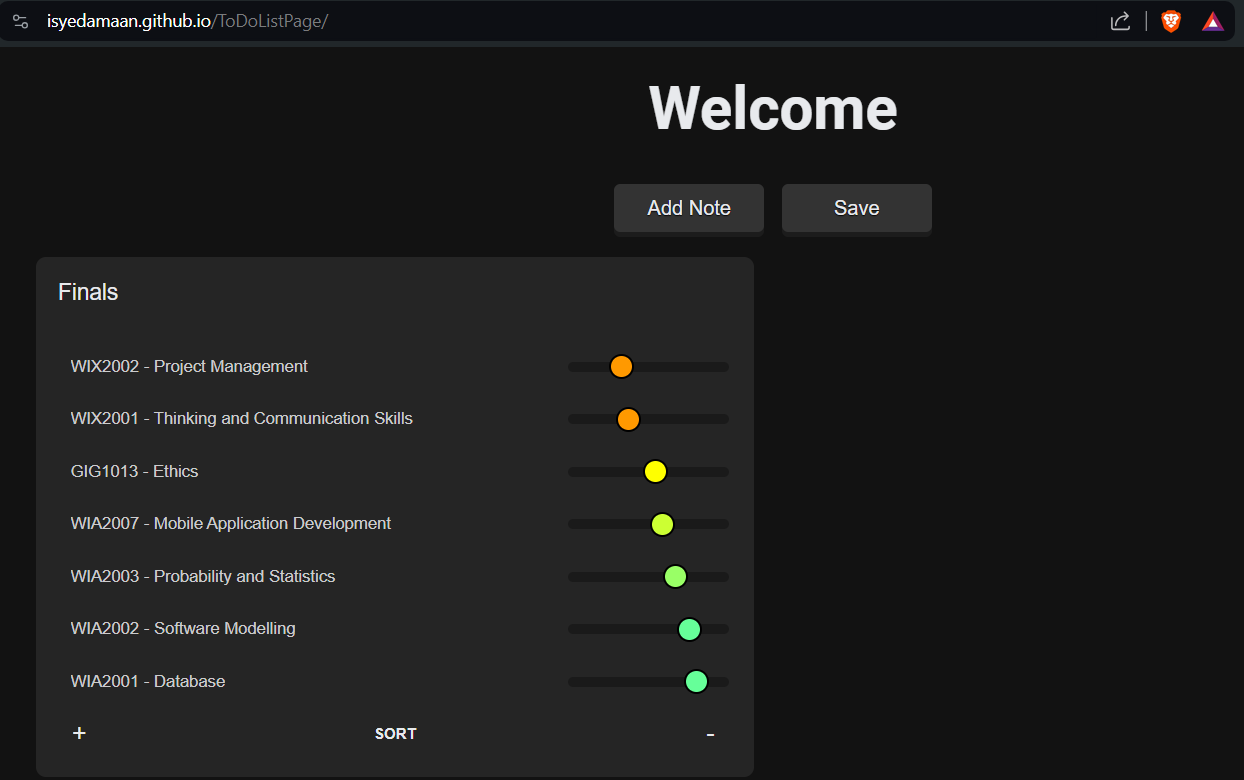 isyedamaan.github.io/ToDoListPage/
Welcome
Add Note Save
Finals
WIX2002 - Project Management
WIX2001 - Thinking and Communication Skills
GIG1013 - Ethics
WIA2007 - Mobile Application Development
WIA2003 - Probability and Statistics
WIA2002 - Software Modelling
WIA2001 - Database
+ SORT -